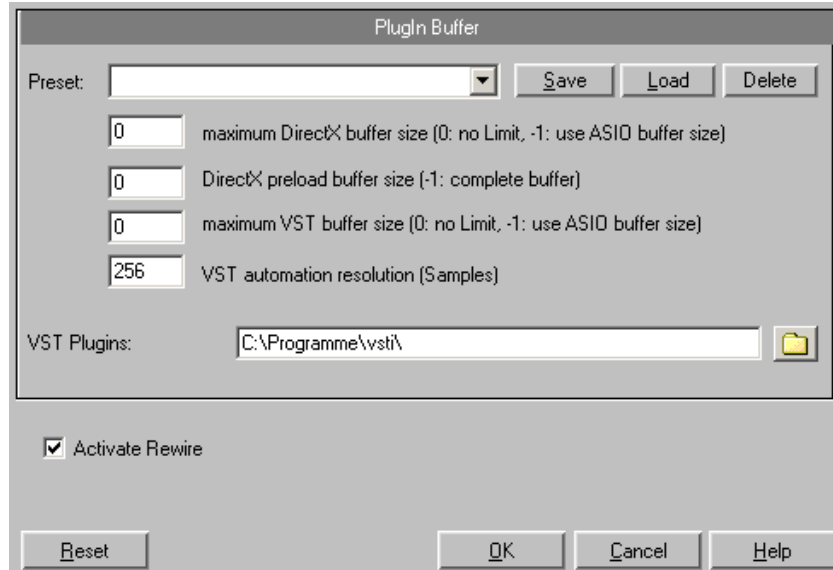 PlugIn Buffer
Preset: Save Load Delete
0 maximum DirectX buffer size (0: no Limit, -1: use ASIO buffer size)
0 DirectX preload buffer size (-1: complete buffer)
0 maximum VST buffer size (0: no Limit, -1: use ASIO buffer size)
256 VST automation resolution (Samples)
VST Plugins: C:\Programme\vsti\
Activate Rewire
Reset OK Cancel Help